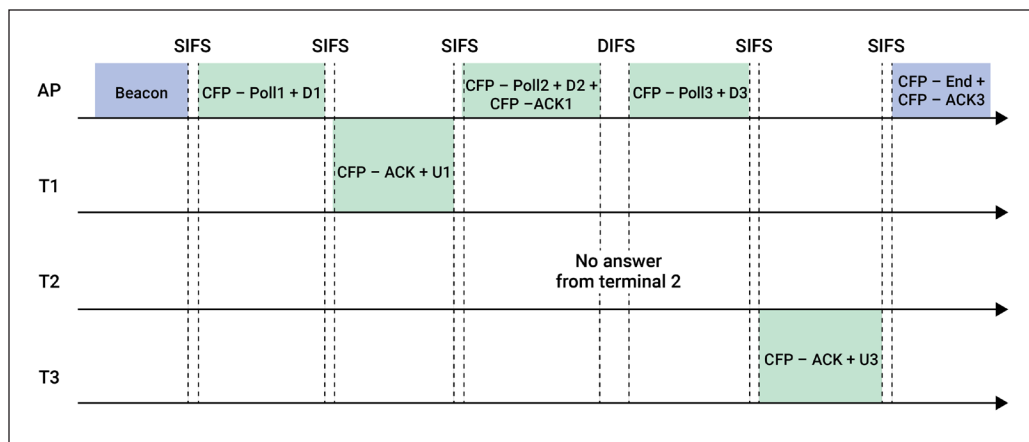 SIFS SIFS SIFS DIFS SIFS SIFS
AP
Beacon
CFP – Poll1 + D1
CFP – Poll2 + D2 +
CFP –ACK1
CFP – Poll3 + D3
CFP – End +
CFP – ACK3
T1
CFP – ACK + U1
T2
No answer
from terminal 2
T3
CFP – ACK + U3